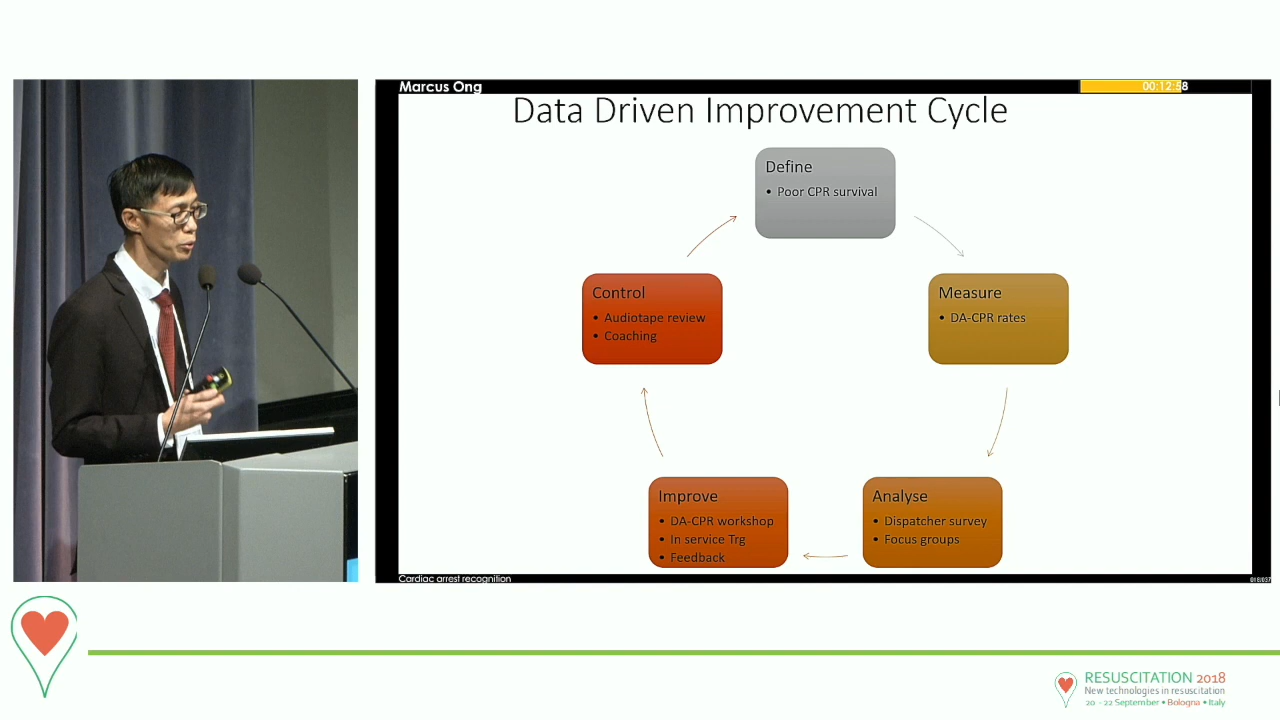 Marcus Ong
00:12:58
Data Driven Improvement Cycle
Define
• Poor CPR survival
Measure
• DA-CPR rates
Analyse
• Dispatcher survey
• Focus groups
Improve
• DA-CPR workshop
• In service Trg
• Feedback
Control
• Audiotape review
• Coaching
Cardiac arrest recognition
RESUSCITATION 2018
New technologies in resuscitation
20 - 22 September • Bologna • Italy